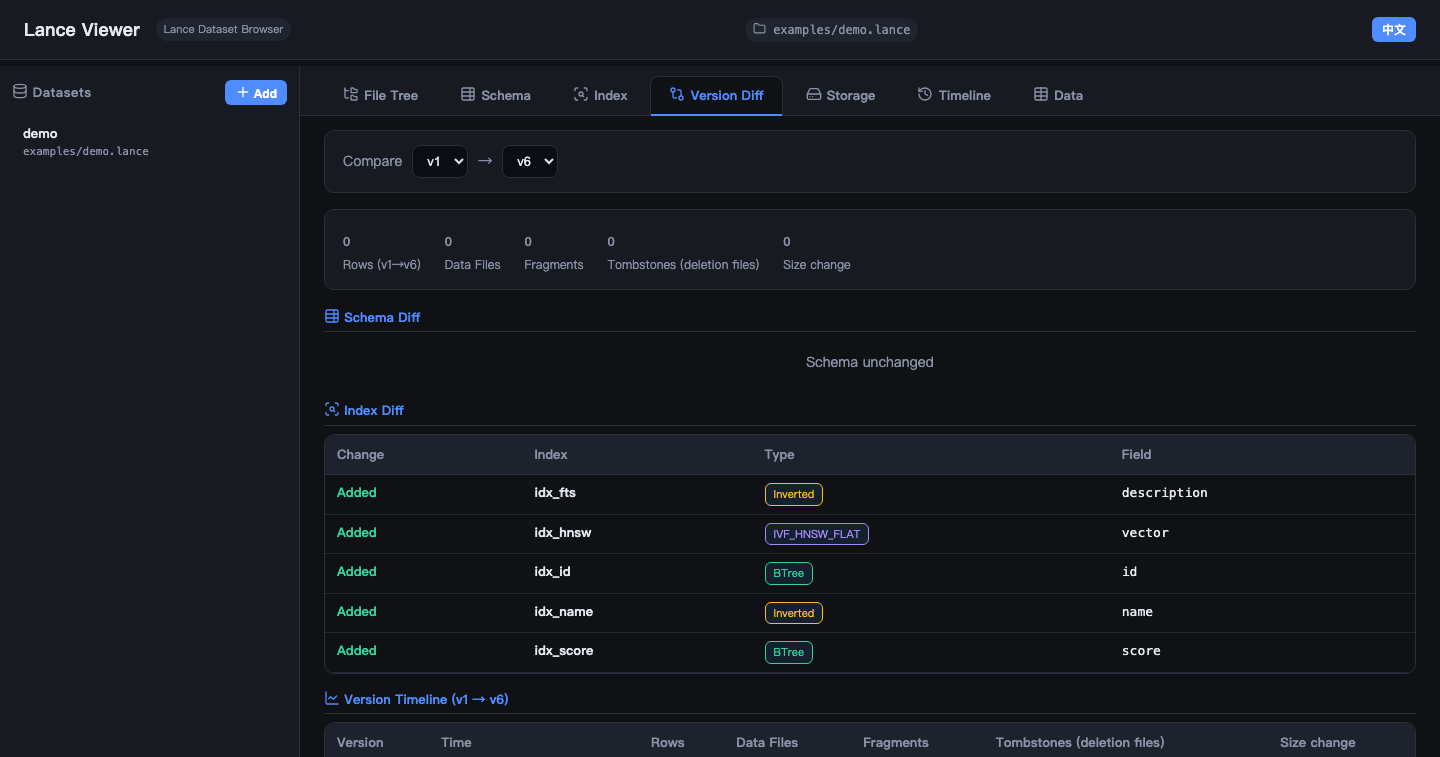 Lance Viewer Lance Dataset Browser examples/demo.lance 中文
Datasets + Add
demo
examples/demo.lance
File Tree Schema Index Version Diff Storage Timeline Data
Compare v1 → v6
0 0 0 0 0
Rows (v1→v6) Data Files Fragments Tombstones (deletion files) Size change
Schema Diff
Schema unchanged
Index Diff
Change Index Type Field
Added idx_fts Inverted description
Added idx_hnsw IVF_HNSW_FLAT vector
Added idx_id BTree id
Added idx_name Inverted name
Added idx_score BTree score
Version Timeline (v1 → v6)
Version Time Rows Data Files Fragments Tombstones (deletion files) Size change